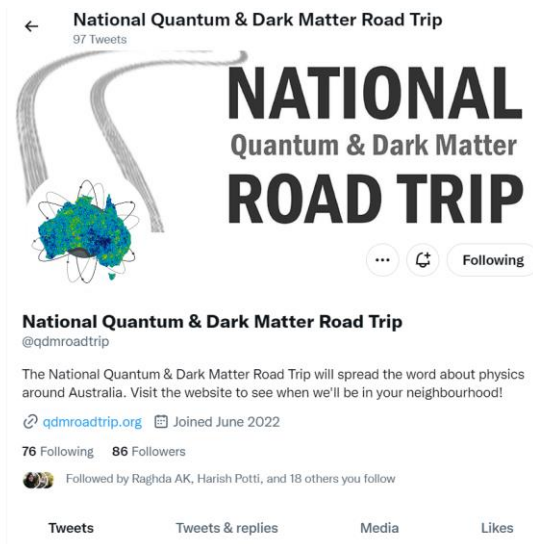 National Quantum & Dark Matter Road Trip
97 Tweets
NATIONAL
Quantum & Dark Matter
ROAD TRIP
Following
National Quantum & Dark Matter Road Trip
@qdmroadtrip
The National Quantum & Dark Matter Road Trip will spread the word about physics
around Australia. Visit the website to see when we'll be in your neighbourhood!
qdmroadtrip.org Joined June 2022
76 Following 86 Followers
Followed by Raghda AK, Harish Potti, and 18 others you follow
Tweets Tweets & replies Media Likes